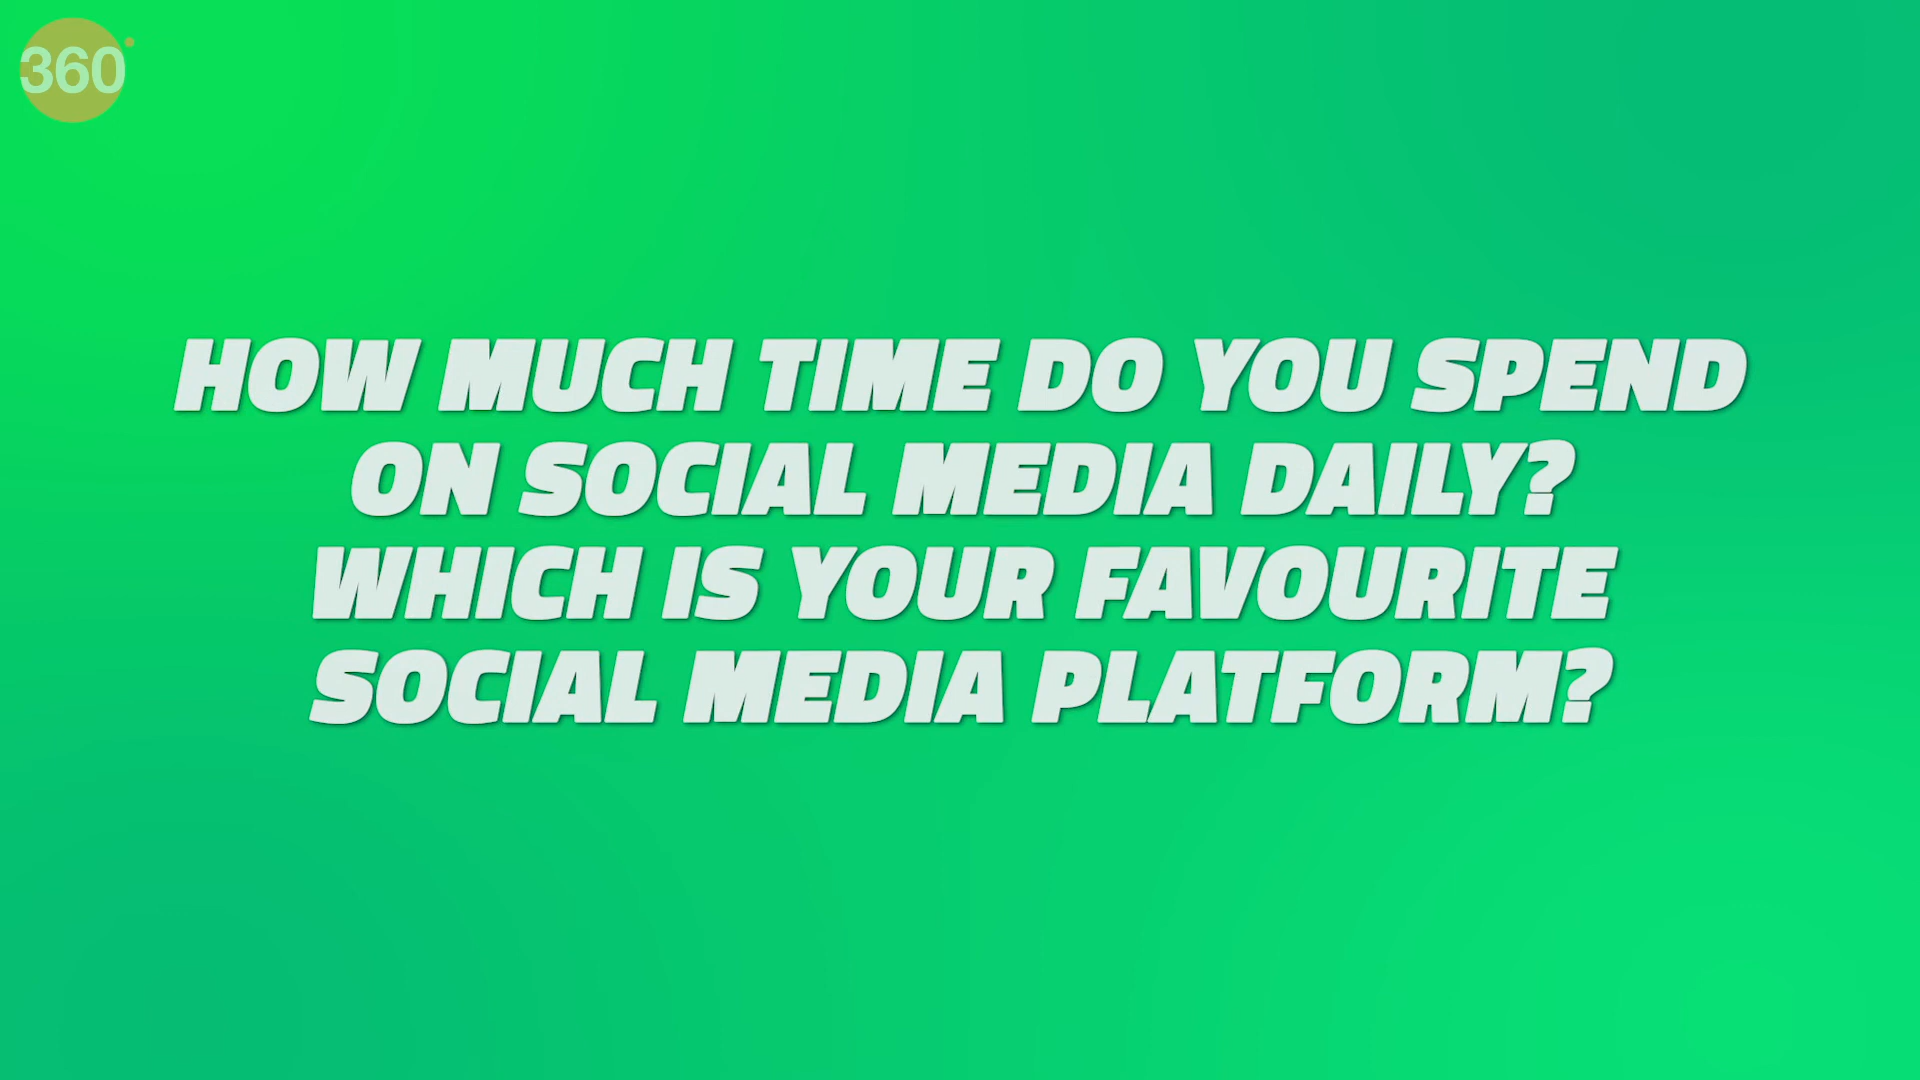 360°
HOW MUCH TIME DO YOU SPEND
ON SOCIAL MEDIA DAILY?
WHICH IS YOUR FAVOURITE
SOCIAL MEDIA PLATFORM?